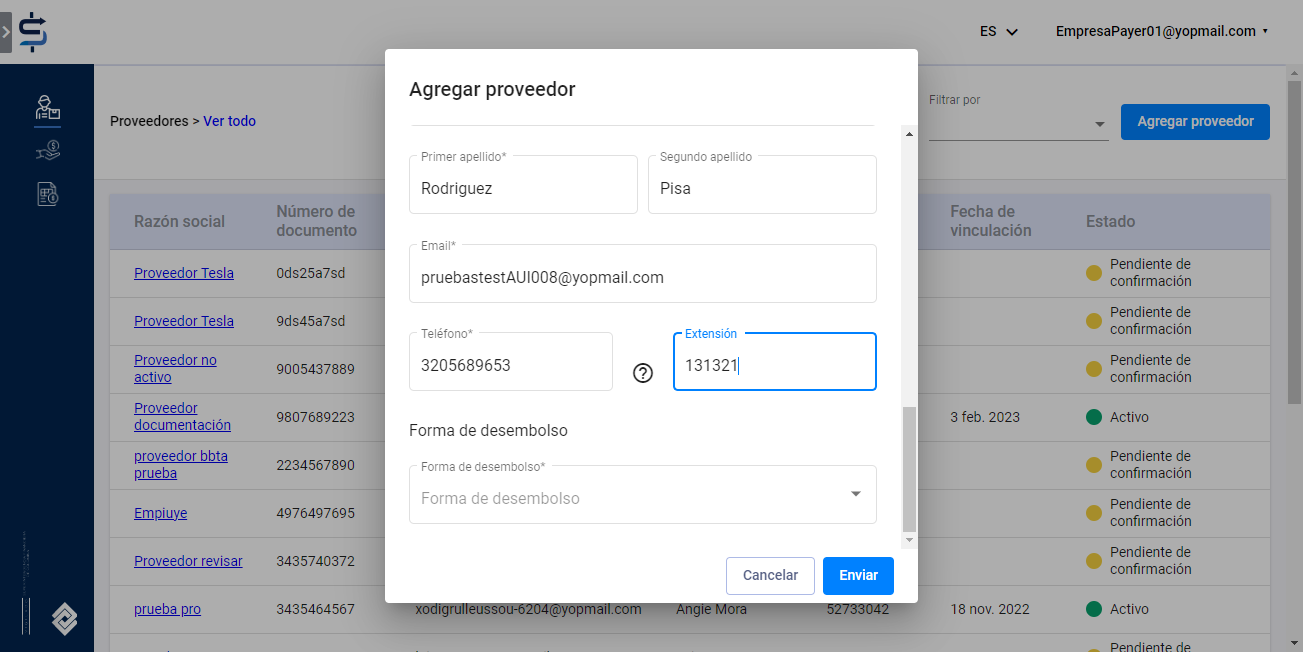 ES
EmpresaPayer01@yopmail.com
Agregar proveedor
Proveedores > Ver todo
Filtrar por
Agregar proveedor
Primer apellido*
Rodriguez
Segundo apellido
Pisa
Email*
pruebastestAUI008@yopmail.com
Teléfono*
3205689653
Extensión
131321
Forma de desembolso
Forma de desembolso*
Forma de desembolso
Cancelar
Enviar
Razón social
Número de
documento
Fecha de
vinculación
Estado
Proveedor Tesla
0ds25a7sd
Pendiente de
confirmación
Proveedor Tesla
9ds45a7sd
Pendiente de
confirmación
Proveedor no
activo
9005437889
Pendiente de
confirmación
Proveedor
documentación
9807689223
3 feb. 2023
Activo
proveedor bbta
prueba
2234567890
Pendiente de
confirmación
Empiuye
4976497695
Pendiente de
confirmación
Proveedor revisar
3435740372
Pendiente de
confirmación
prueba pro
3435464567
xodigrulleussou-6204@yopmail.com
Angie Mora
52733042
18 nov. 2022
Activo
Pendiente de